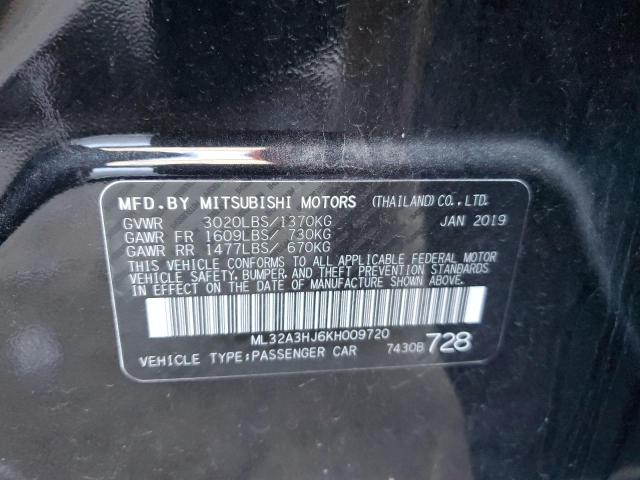 MFD. BY MITSUBISHI MOTORS (THAILAND) CO., LTD.
GVWR 3020LBS/1370KG JAN 2019
GAWR FR 1609LBS/ 730KG
GAWR RR 1477LBS/ 670KG
THIS VEHICLE CONFORMS TO ALL APPLICABLE FEDERAL MOTOR
VEHICLE SAFETY, BUMPER, AND THEFT PREVENTION STANDARDS
IN EFFECT ON THE DATE OF MANUFACTURE SHOWN ABOVE.
ML32A3HJ6KH009720
VEHICLE TYPE:PASSENGER CAR 7430B 728